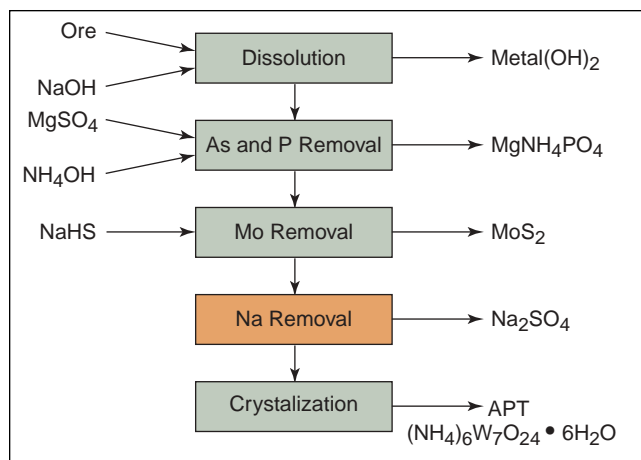 Ore
NaOH
Dissolution
Metal(OH)₂
MgSO₄
NH₄OH
As and P Removal
MgNH₄PO₄
NaHS
Mo Removal
MoS₂
Na Removal
Na₂SO₄
Crystalization
APT
(NH₄)₆W₇O₂₄ • 6H₂O